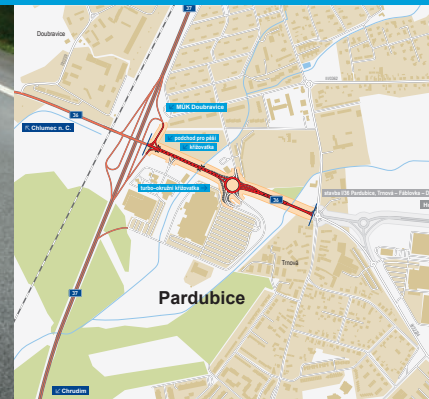 37
Doubravice
MÚK Doubravice
36
Chlumec n. C.
podchod pro pěší
křižovatka
turbo-okružní křižovatka
36
stavba I/36 Pardubice, Trnová – Fáblovka – D
Trnová
37
Pardubice
Chrudim